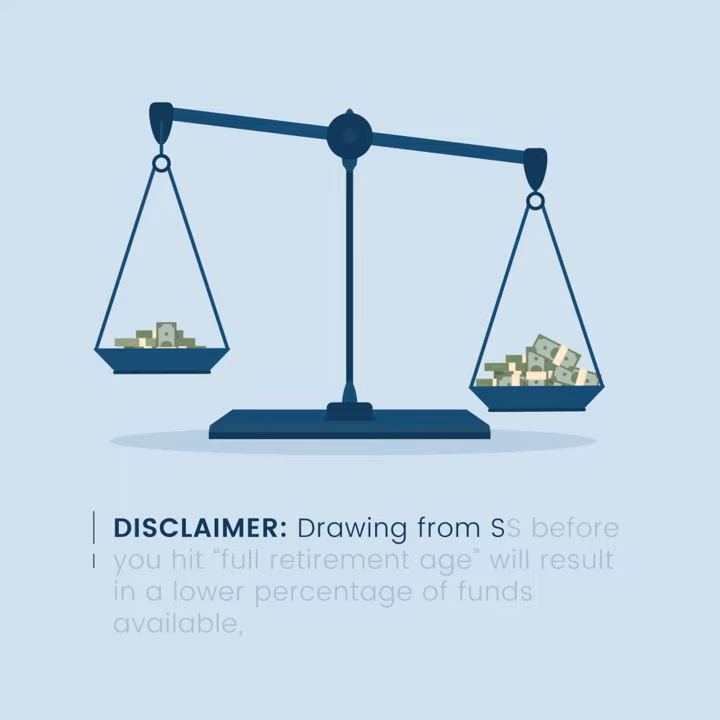 DISCLAIMER: Drawing from SS before
you hit “full retirement age” will result
in a lower percentage of funds
available,